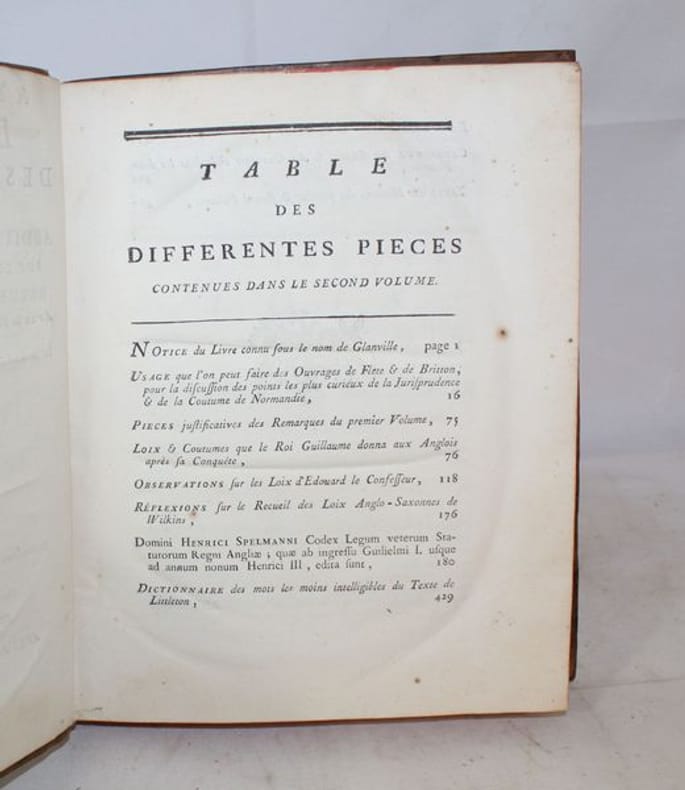 TABLE
DES
DIFFERENTES PIECES
CONTENUES DANS LE SECOND VOLUME.
NOTICE du Livre connu ſous le nom de Glanville, page 1
USAGE que l'on peut faire des Ouvrages de Flete & de Britton,
pour la diſcuſſion des points les plus curieux de la Juriſprudence
& de la Coutume de Normandie, 16
PIECES juſtificatives des Remarques du premier Volume, 75
LOIX & Coutumes que le Roi Guillaume donna aux Anglois
après ſa Conquête, 76
OBSERVATIONS ſur les Loix d'Edouard le Confeſſeur, 118
RÉFLEXIONS ſur le Recueil des Loix Anglo-Saxonnes de
Wilkins, 176
Domini HENRICI SPELMANNI Codex Legum veterum Sta-
tutorum Regni Angliæ; quæ ab ingreſſu Guilielmi I. uſque
ad annum nonum Henrici III, edita ſunt, 180
DICTIONNAIRE des mots les moins intelligibles du Texte de
Littleton, 429